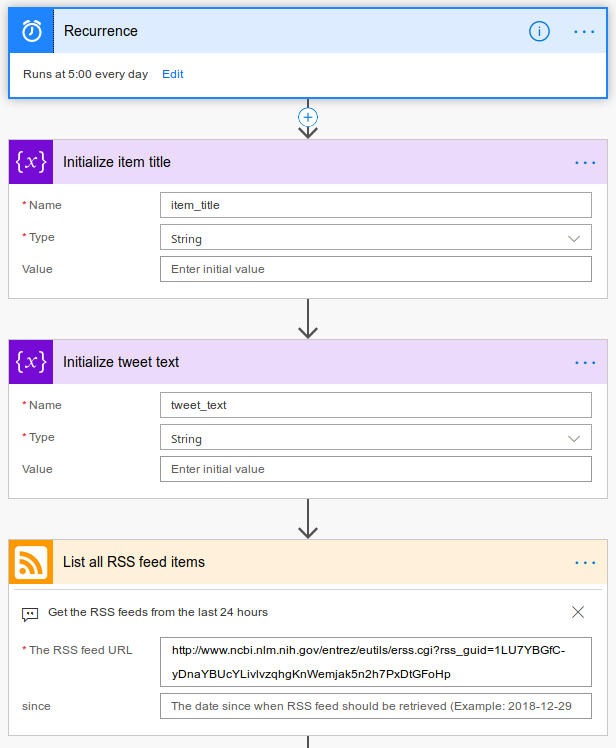 Recurrence
Runs at 5:00 every day Edit
{x} Initialize item title
* Name item_title
* Type String
Value Enter initial value
{x} Initialize tweet text
* Name tweet_text
* Type String
Value Enter initial value
List all RSS feed items
Get the RSS feeds from the last 24 hours
* The RSS feed URL http://www.ncbi.nlm.nih.gov/entrez/eutils/erss.cgi?rss_guid=1LU7YBGfC-
yDnaYBUcYLivlvzqhgKnWemjak5n2h7PxDtGFoHp
since The date since when RSS feed should be retrieved (Example: 2018-12-29